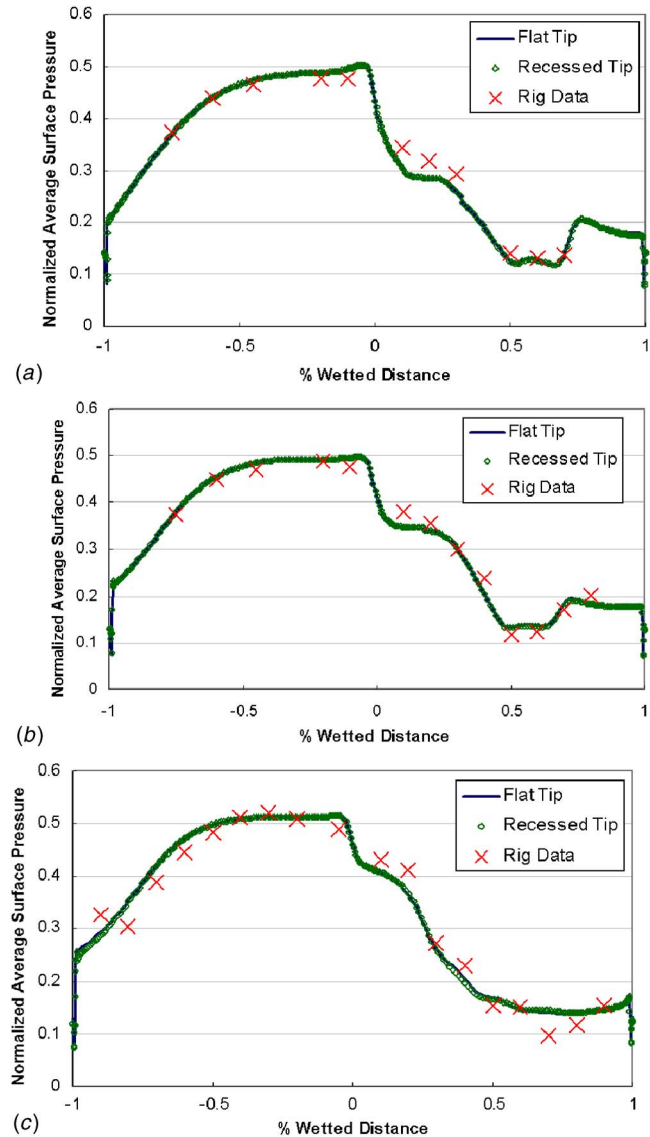 0.6
0.5
0.4
0.3
0.2
0.1
0
Normalized Average Surface Pressure
Flat Tip
Recessed Tip
Rig Data
-1
-0.5
0
0.5
1
% Wetted Distance
(a)
0.6
0.5
0.4
0.3
0.2
0.1
0
Normalized Average Surface Pressure
Flat Tip
Recessed Tip
Rig Data
-1
-0.5
0
0.5
1
% Wetted Distance
(b)
0.6
0.5
0.4
0.3
0.2
0.1
0
Normalized Average Surface Pressure
Flat Tip
Recessed Tip
Rig Data
-1
-0.5
0
0.5
1
% Wetted Distance
(c)